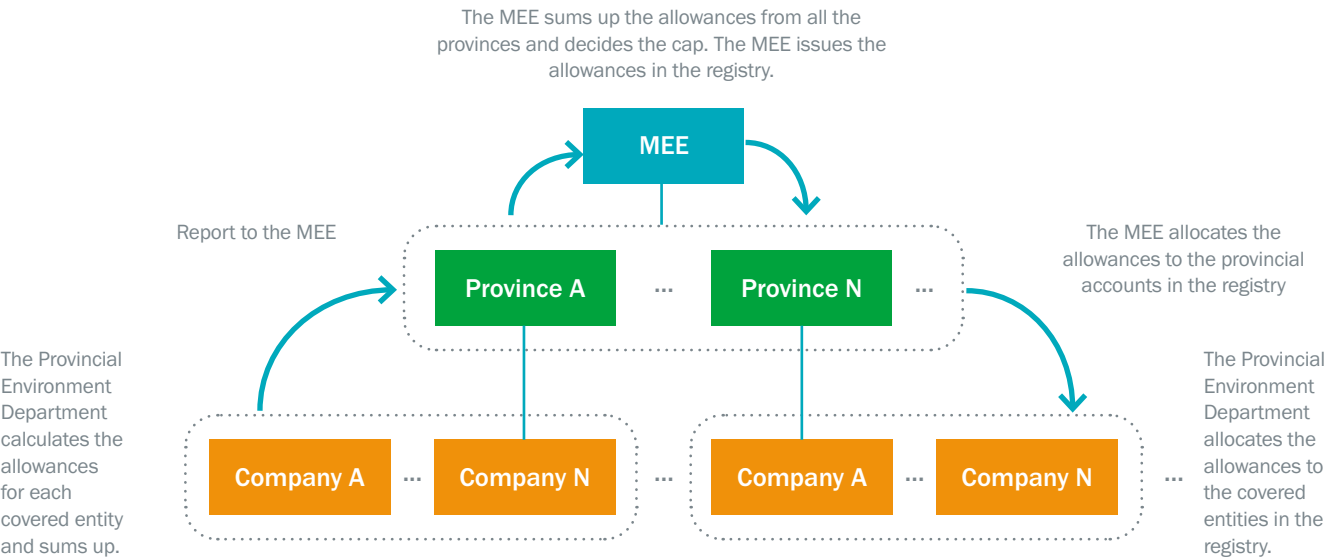 The MEE sums up the allowances from all the
provinces and decides the cap. The MEE issues the
allowances in the registry.
MEE
Report to the MEE
The MEE allocates the
allowances to the provincial
accounts in the registry
Province A
...
Province N
...
The Provincial
Environment
Department
calculates the
allowances
for each
covered entity
and sums up.
Company A
...
Company N
...
Company A
...
Company N
...
The Provincial
Environment
Department
allocates the
allowances to
the covered
entities in the
registry.